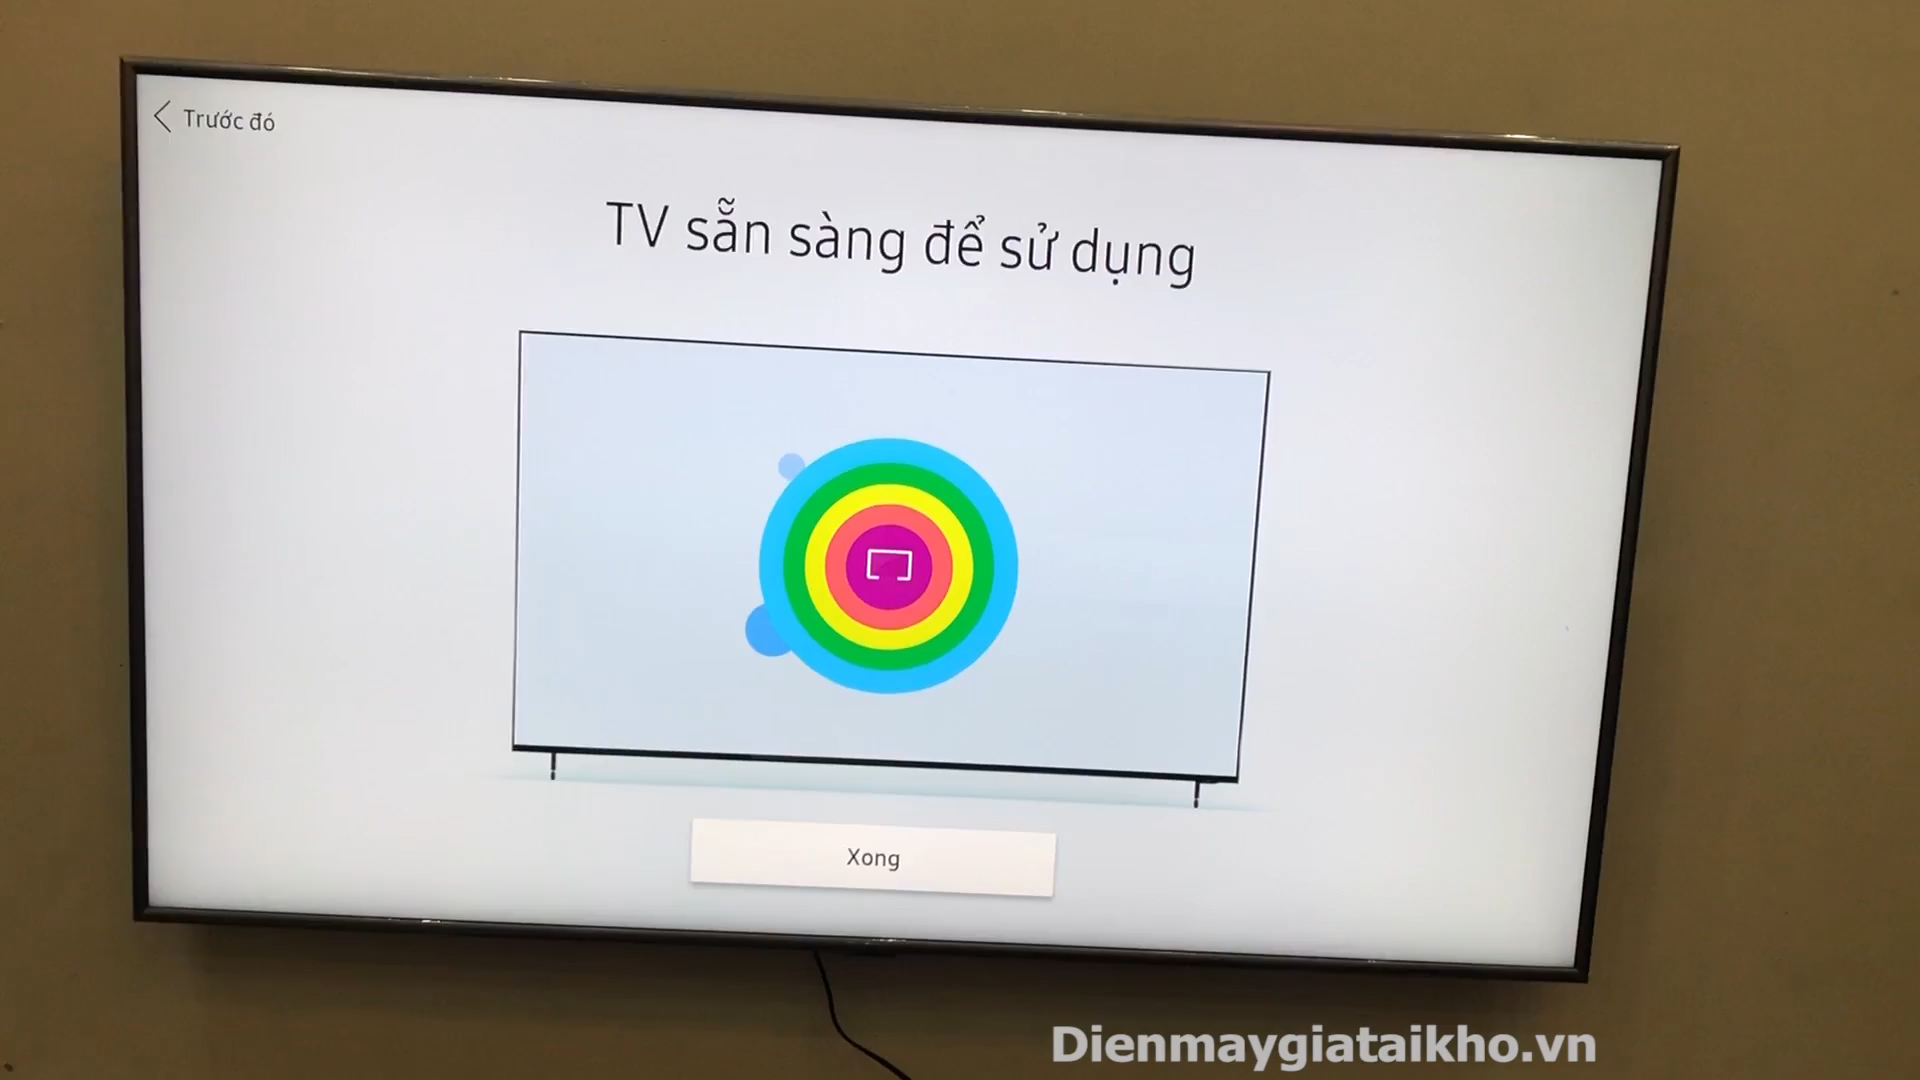 Trước đó
TV sẵn sàng để sử dụng
Xong
Dienmaygiataikho.vn